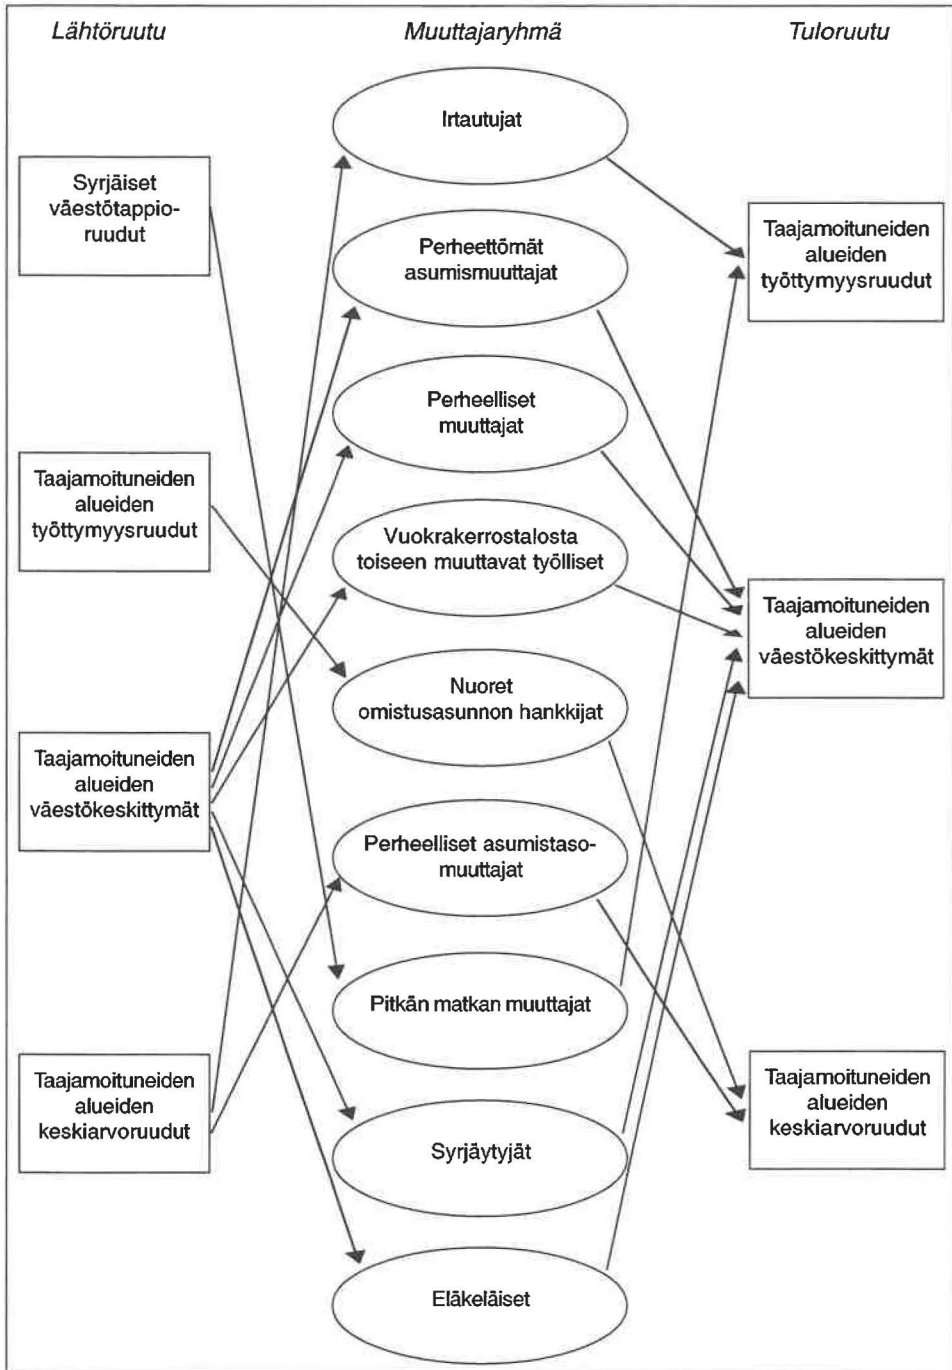 Lähtöruutu
Muuttajaryhmä
Tuloruutu
Syrjäiset
väestötappio-
ruudut
Taajamoituneiden
alueiden
työttymyysruudut
Taajamoituneiden
alueiden
väestökeskittymät
Taajamoituneiden
alueiden
keskiarvoruudut
Irtautujat
Perheettömät
asumismuuttajat
Perheelliset
muuttajat
Vuokrakerrostalosta
toiseen muuttavat työlliset
Nuoret
omistusasunnon hankkijat
Perheelliset asumistaso-
muuttajat
Pitkän matkan muuttajat
Syrjäytyjät
Eläkeläiset
Taajamoituneiden
alueiden
työttymyysruudut
Taajamoituneiden
alueiden
väestökeskittymät
Taajamoituneiden
alueiden
keskiarvoruudut